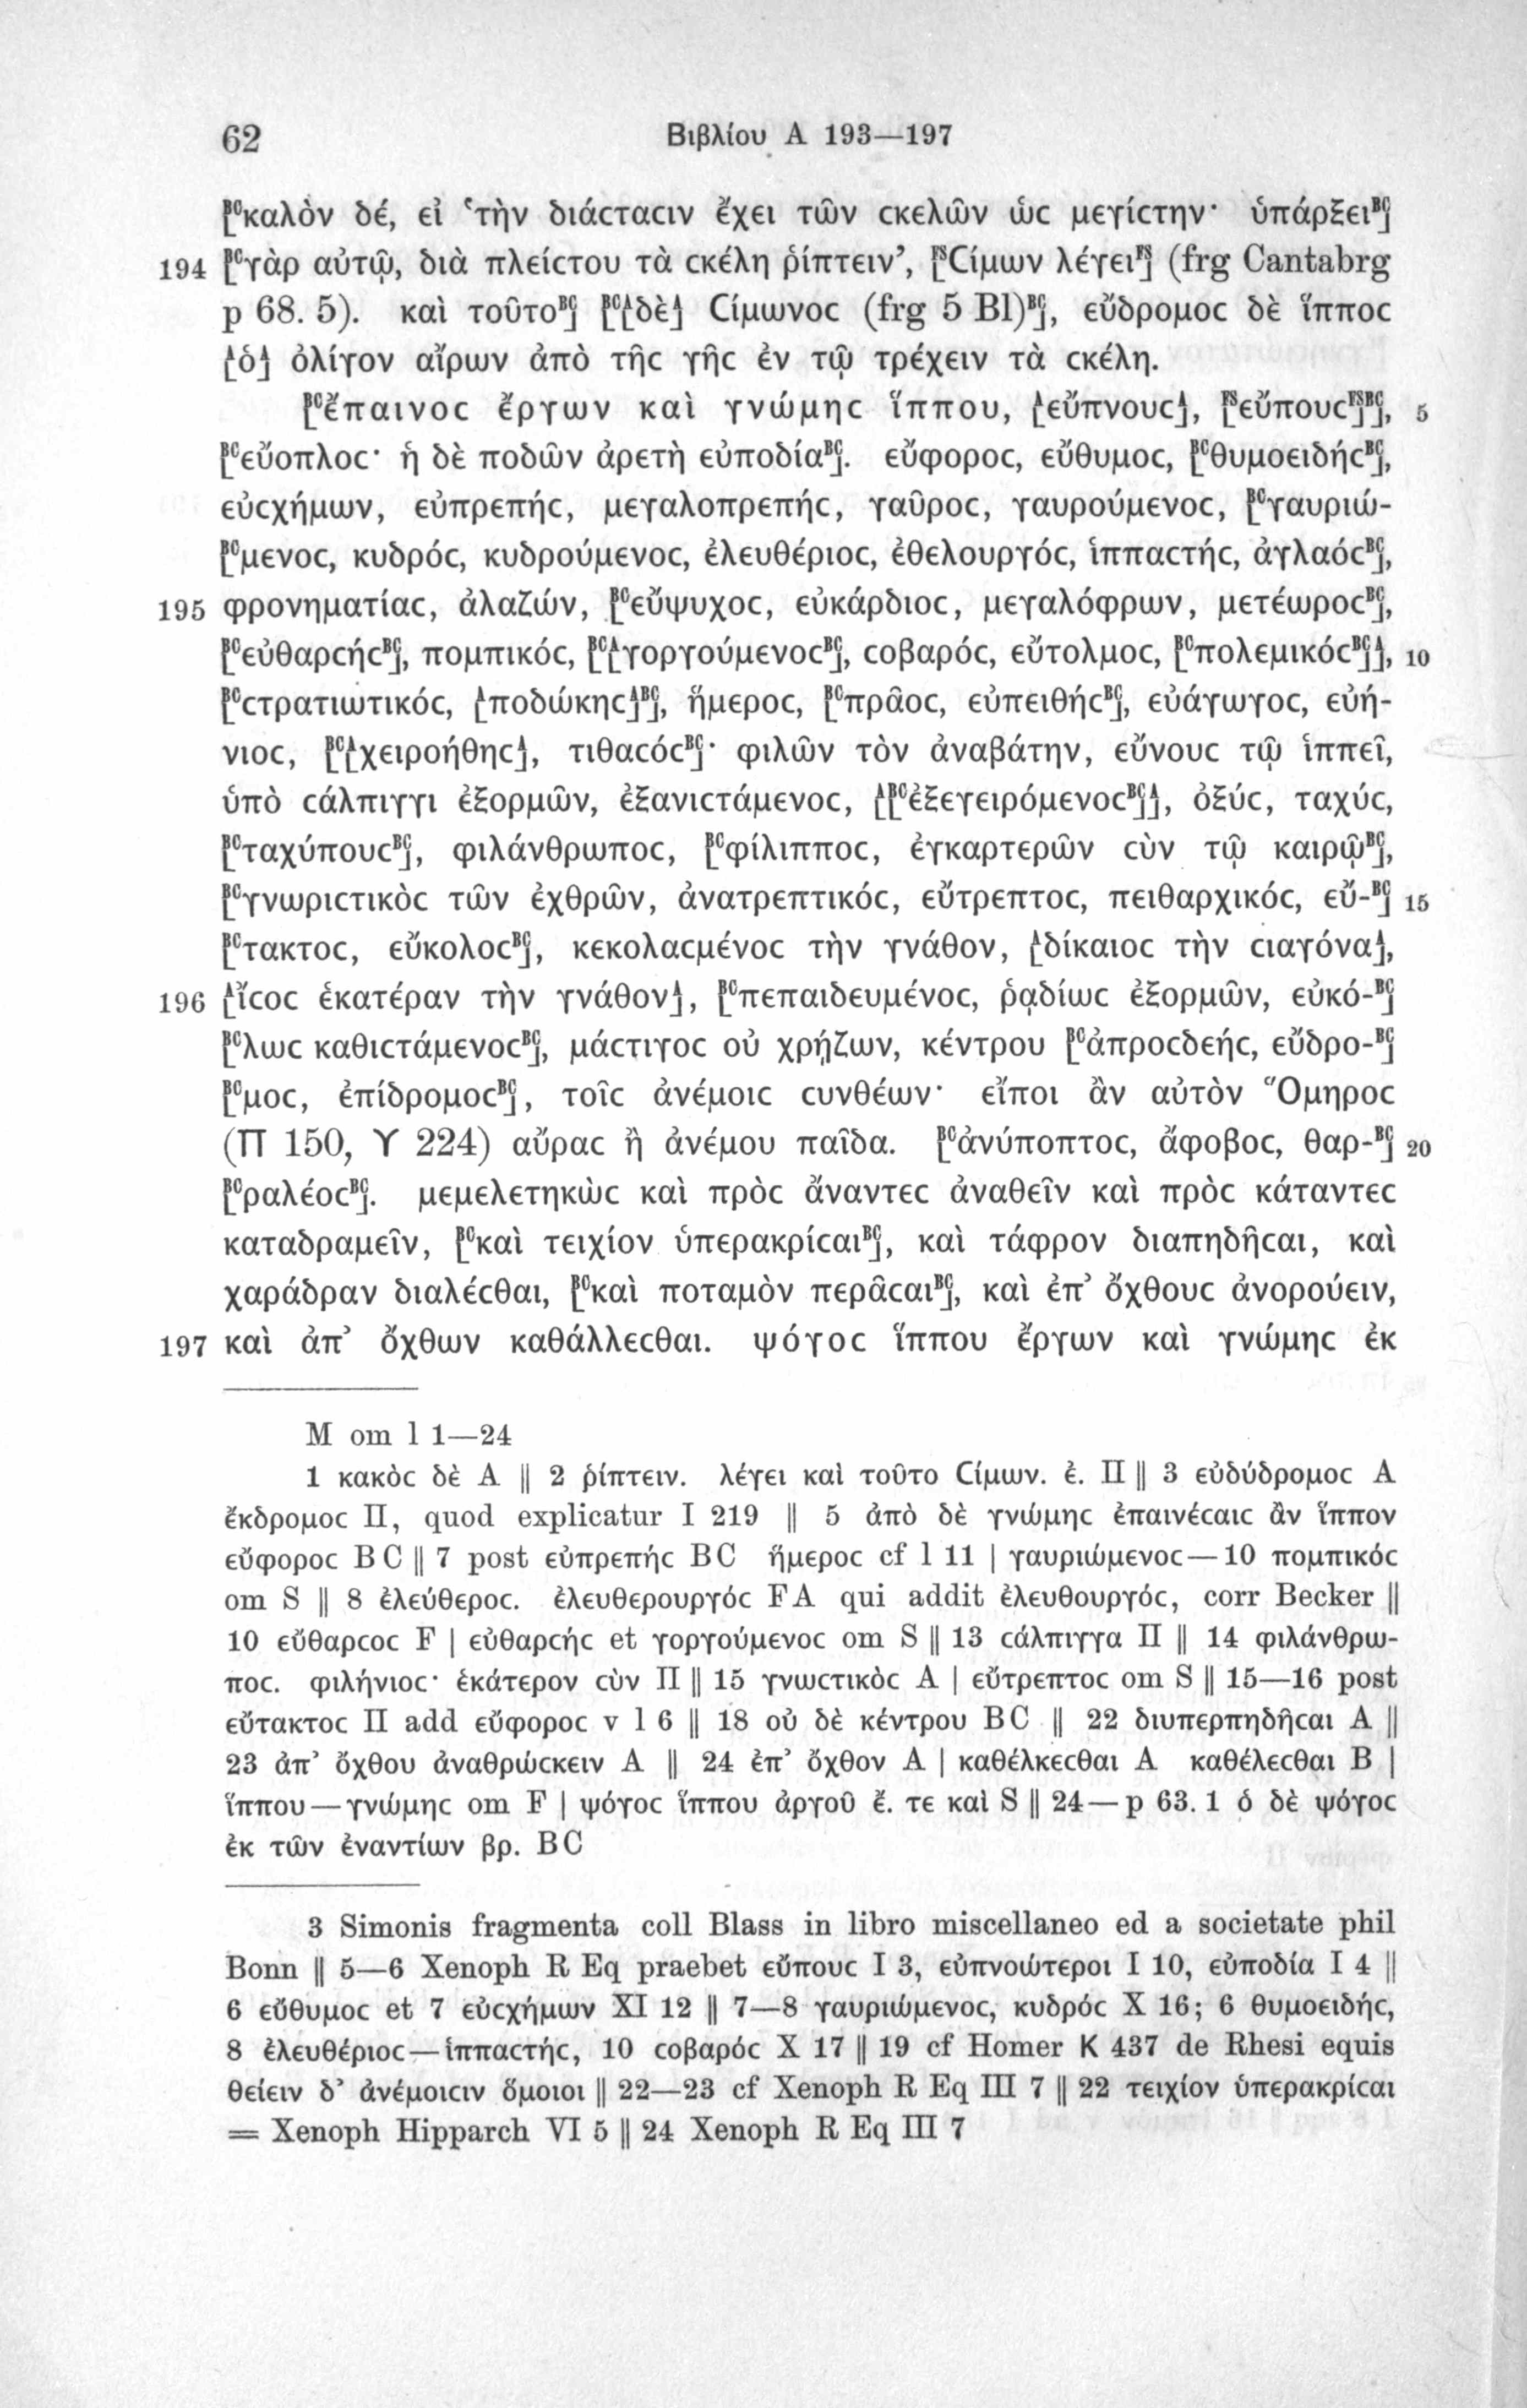 62 Βιβλίου Α 193—197
[ᴮᶜκαλὸν δέ, εἰ ‛τὴν διάϲταϲιν ἔχει τῶν ϲκελῶν ὡϲ μεγίϲτην· ὑπάρξειᴮᶜ]
194 [ᴮᶜγὰρ αὐτῷ, διὰ πλείϲτου τὰ ϲκέλη ῥίπτειν’, [ꟳˢϹίμων λέγειꟳˢ] (frg Cantabrg
p 68. 5). καὶ τοῦτοᴮᶜ] [ᴮᶜ[ᴬδὲᴬ] Ϲίμωνοϲ (frg 5 Bl)ᴮᶜ], εὔδρομοϲ δὲ ἵπποϲ
[ᴬὁᴬ] ὀλίγον αἴρων ἀπὸ τῆϲ γῆϲ ἐν τῷ τρέχειν τὰ ϲκέλη.
[ᴮᶜἔπαινοϲ ἔργων καὶ γνώμηϲ ἵππου, [ᴬεὔπνουϲᴬ], [ꟳˢεὔπουϲꟳˢ]ᴮᶜ], 5
[ᴮᶜεὔοπλοϲ· ἡ δὲ ποδῶν ἀρετὴ εὐποδίαᴮᶜ]. εὔφοροϲ, εὔθυμοϲ, [ᴮᶜθυμοειδήϲᴮᶜ],
εὐϲχήμων, εὐπρεπήϲ, μεγαλοπρεπήϲ, γαῦροϲ, γαυρούμενοϲ, [ᴮᶜγαυριώ-
[ᴮᶜμενοϲ, κυδρόϲ, κυδρούμενοϲ, ἐλευθέριοϲ, ἐθελουργόϲ, ἱππαϲτήϲ, ἀγλαόϲᴮᶜ],
195 φρονηματίαϲ, ἀλαζών, [ᴮᶜεὔψυχοϲ, εὐκάρδιοϲ, μεγαλόφρων, μετέωροϲᴮᶜ],
[ᴮᶜεὐθαρϲήϲᴮᶜ], πομπικόϲ, [ᴮᶜ[ᴬγοργούμενοϲᴮᶜ], ϲοβαρόϲ, εὔτολμοϲ, [ᴮᶜπολεμικόϲᴮᶜ]ᴬ], 10
[ᴮᶜϲτρατιωτικόϲ, [ᴬποδώκηϲᴬ]ᴮᶜ], ἥμεροϲ, [ᴮᶜπρᾶοϲ, εὐπειθήϲᴮᶜ], εὐάγωγοϲ, εὐή-
νιοϲ, [ᴮᶜ[ᴬχειροήθηϲᴬ], τιθαϲόϲᴮᶜ]· φιλῶν τὸν ἀναβάτην, εὔνουϲ τῷ ἱππεῖ,
ὑπὸ ϲάλπιγγι ἐξορμῶν, ἐξανιϲτάμενοϲ, [ᴬ[ᴮᶜἐξεγειρόμενοϲᴮᶜ]ᴬ], ὀξύϲ, ταχύϲ,
[ᴮᶜταχύπουϲᴮᶜ], φιλάνθρωποϲ, [ᴮᶜφίλιπποϲ, ἐγκαρτερῶν ϲὺν τῷ καιρῷᴮᶜ],
[ᴮᶜγνωριϲτικὸϲ τῶν ἐχθρῶν, ἀνατρεπτικόϲ, εὔτρεπτοϲ, πειθαρχικόϲ, εὔ-ᴮᶜ] 15
[ᴮᶜτακτοϲ, εὔκολοϲᴮᶜ], κεκολαϲμένοϲ τὴν γνάθον, [ᴬδίκαιοϲ τὴν ϲιαγόναᴬ],
196 [ᴬἴϲοϲ ἑκατέραν τὴν γνάθονᴬ], [ᴮᶜπεπαιδευμένοϲ, ῥᾳδίωϲ ἐξορμῶν, εὐκό-ᴮᶜ]
[ᴮᶜλωϲ καθιϲτάμενοϲᴮᶜ], μάϲτιγοϲ οὐ χρῄζων, κέντρου [ᴮᶜἀπροϲδεήϲ, εὔδρο-ᴮᶜ]
[ᴮᶜμοϲ, ἐπίδρομοϲᴮᶜ], τοῖϲ ἀνέμοιϲ ϲυνθέων· εἴποι ἂν αὐτὸν Ὅμηροϲ
(Π 150, Υ 224) αὔραϲ ἢ ἀνέμου παῖδα. [ᴮᶜἀνύποπτοϲ, ἄφοβοϲ, θαρ-ᴮᶜ] 20
[ᴮᶜραλέοϲᴮᶜ]. μεμελετηκὼϲ καὶ πρὸϲ ἄναντεϲ ἀναθεῖν καὶ πρὸϲ κάταντεϲ
καταδραμεῖν, [ᴮᶜκαὶ τειχίον ὑπερακρίϲαιᴮᶜ], καὶ τάφρον διαπηδῆϲαι, καὶ
χαράδραν διαλέϲθαι, [ᴮᶜκαὶ ποταμὸν περᾶϲαιᴮᶜ], καὶ ἐπ’ ὄχθουϲ ἀνορούειν,
197 καὶ ἀπ’ ὄχθων καθάλλεϲθαι. ψόγοϲ ἵππου ἔργων καὶ γνώμηϲ ἐκ
M om l 1—24
1 κακὸϲ δὲ A ‖ 2 ῥίπτειν. λέγει καὶ τοῦτο Ϲίμων. ἐ. II ‖ 3 εὐδύδρομοϲ A
ἔκδρομοϲ II, quod explicatur I 219 ‖ 5 ἀπὸ δὲ γνώμηϲ ἐπαινέϲαιϲ ἂν ἵππον
εὔφοροϲ BC ‖ 7 post εὐπρεπήϲ BC ἥμεροϲ cf l 11 | γαυριώμενοϲ—10 πομπικόϲ
om S ‖ 8 ἐλεύθεροϲ. ἐλευθερουργόϲ FA qui addit ἐλευθουργόϲ, corr Becker ‖
10 εὔθαρϲοϲ F | εὐθαρϲήϲ et γοργούμενοϲ om S ‖ 13 ϲάλπιγγα II ‖ 14 φιλάνθρω-
ποϲ. φιλήνιοϲ· ἑκάτερον ϲὺν II ‖ 15 γνωϲτικὸϲ A | εὔτρεπτοϲ om S ‖ 15—16 post
εὔτακτοϲ II add εὔφοροϲ v l 6 ‖ 18 οὐ δὲ κέντρου BC ‖ 22 διυπερπηδῆϲαι A ‖
23 ἀπ’ ὄχθου ἀναθρώϲκειν A ‖ 24 ἐπ’ ὄχθον A | καθέλκεϲθαι A καθέλεϲθαι B |
ἵππου—γνώμηϲ om F | ψόγοϲ ἵππου ἀργοῦ ἔ. τε καὶ S ‖ 24—p 63. 1 ὁ δὲ ψόγοϲ
ἐκ τῶν ἐναντίων βρ. BC
3 Simonis fragmenta coll Blass in libro miscellaneo ed a societate phil
Bonn ‖ 5—6 Xenoph R Eq praebet εὔπουϲ I 3, εὐπνοώτεροι I 10, εὐποδία I 4 ‖
6 εὔθυμοϲ et 7 εὐϲχήμων XI 12 ‖ 7—8 γαυριώμενοϲ, κυδρόϲ X 16; 6 θυμοειδήϲ,
8 ἐλευθέριοϲ—ἱππαϲτήϲ, 10 ϲοβαρόϲ X 17 ‖ 19 cf Homer Κ 437 de Rhesi equis
θείειν δ’ ἀνέμοιϲιν ὅμοιοι ‖ 22—23 cf Xenoph R Eq III 7 ‖ 22 τειχίον ὑπερακρίϲαι
= Xenoph Hipparch VI 5 ‖ 24 Xenoph R Eq III 7